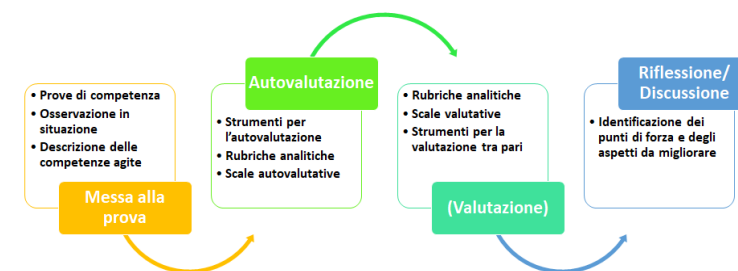 • Prove di competenza
• Osservazione in
situazione
• Descrizione delle
competenze agite
Messa alla
prova
Autovalutazione
• Strumenti per
l'autovalutazione
• Rubriche analitiche
• Scale autovalutative
• Rubriche analitiche
• Scale valutative
• Strumenti per la
valutazione tra pari
(Valutazione)
Riflessione/
Discussione
• Identificazione dei
punti di forza e degli
aspetti da migliorare